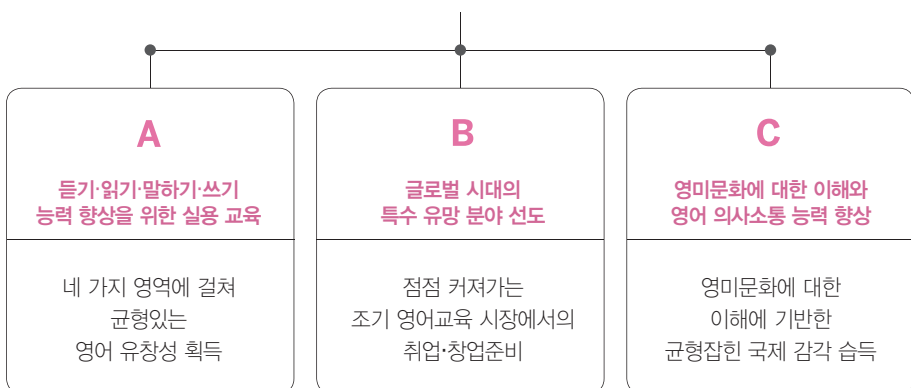 A
듣기·읽기·말하기·쓰기
능력 향상을 위한 실용 교육
네 가지 영역에 걸쳐
균형있는
영어 유창성 획득
B
글로벌 시대의
특수 유망 분야 선도
점점 커져가는
조기 영어교육 시장에서의
취업·창업준비
C
영미문화에 대한 이해와
영어 의사소통 능력 향상
영미문화에 대한
이해에 기반한
균형잡힌 국제 감각 습득